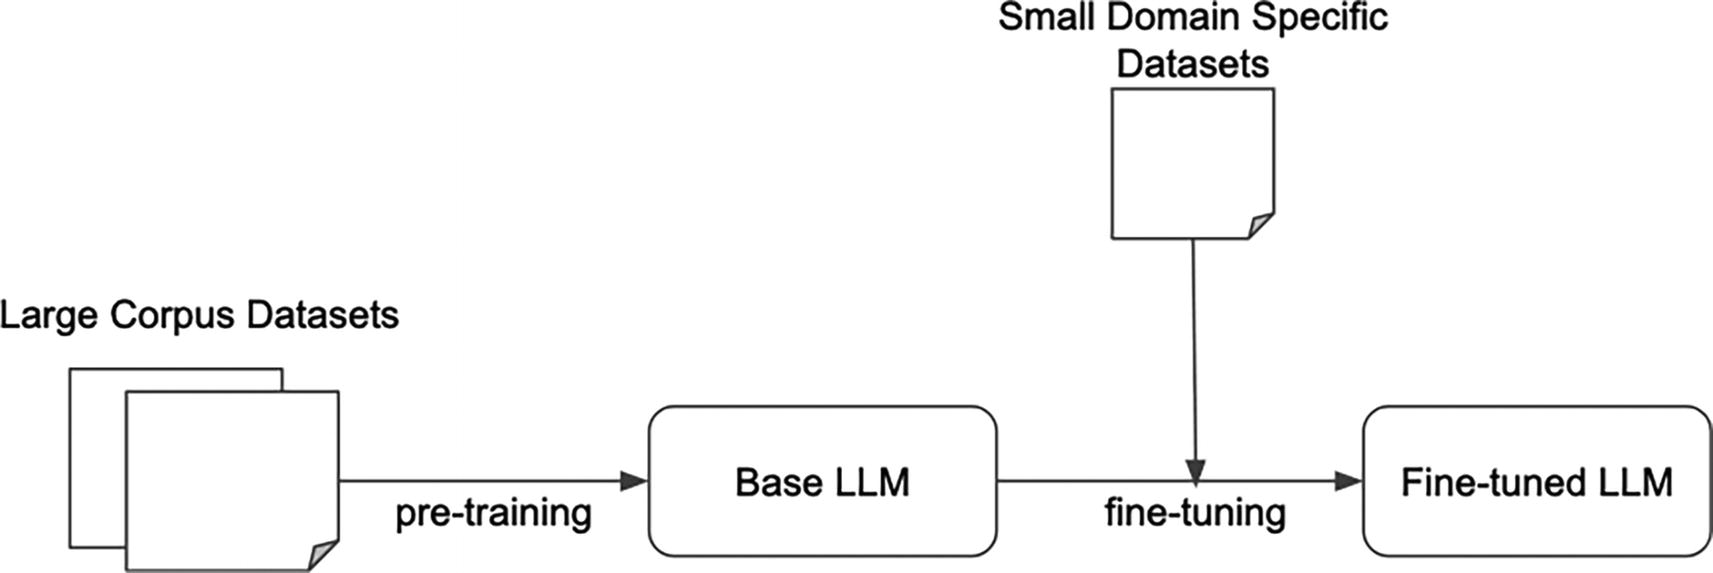 Small Domain Specific
Datasets
Large Corpus Datasets
Base LLM
Fine-tuned LLM
pre-training
fine-tuning